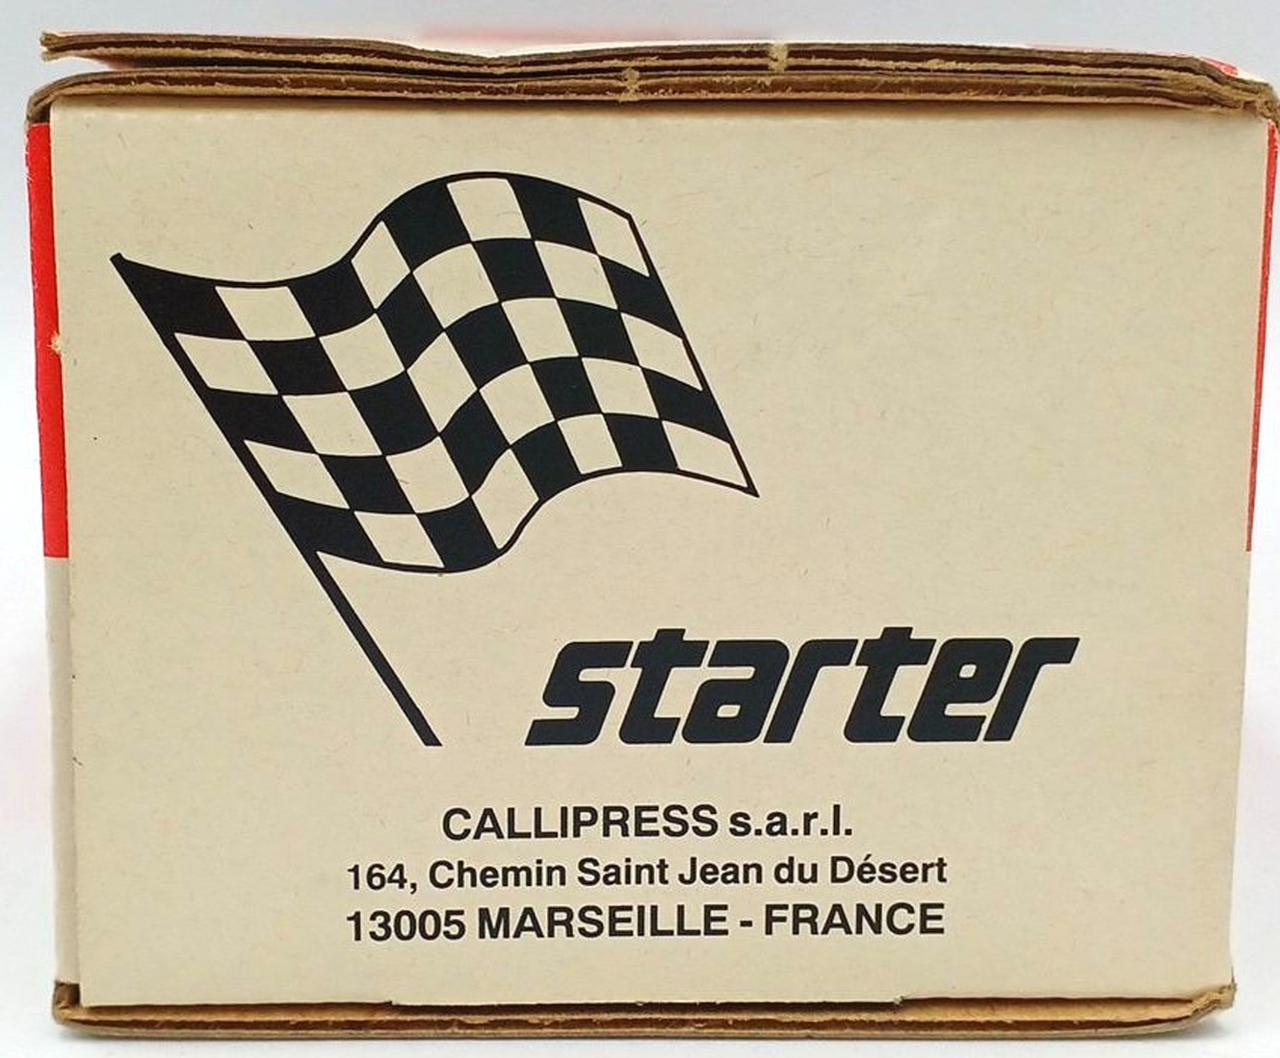 starter
CALLIPRESS s.a.r.l.
164, Chemin Saint Jean du Désert
13005 MARSEILLE - FRANCE